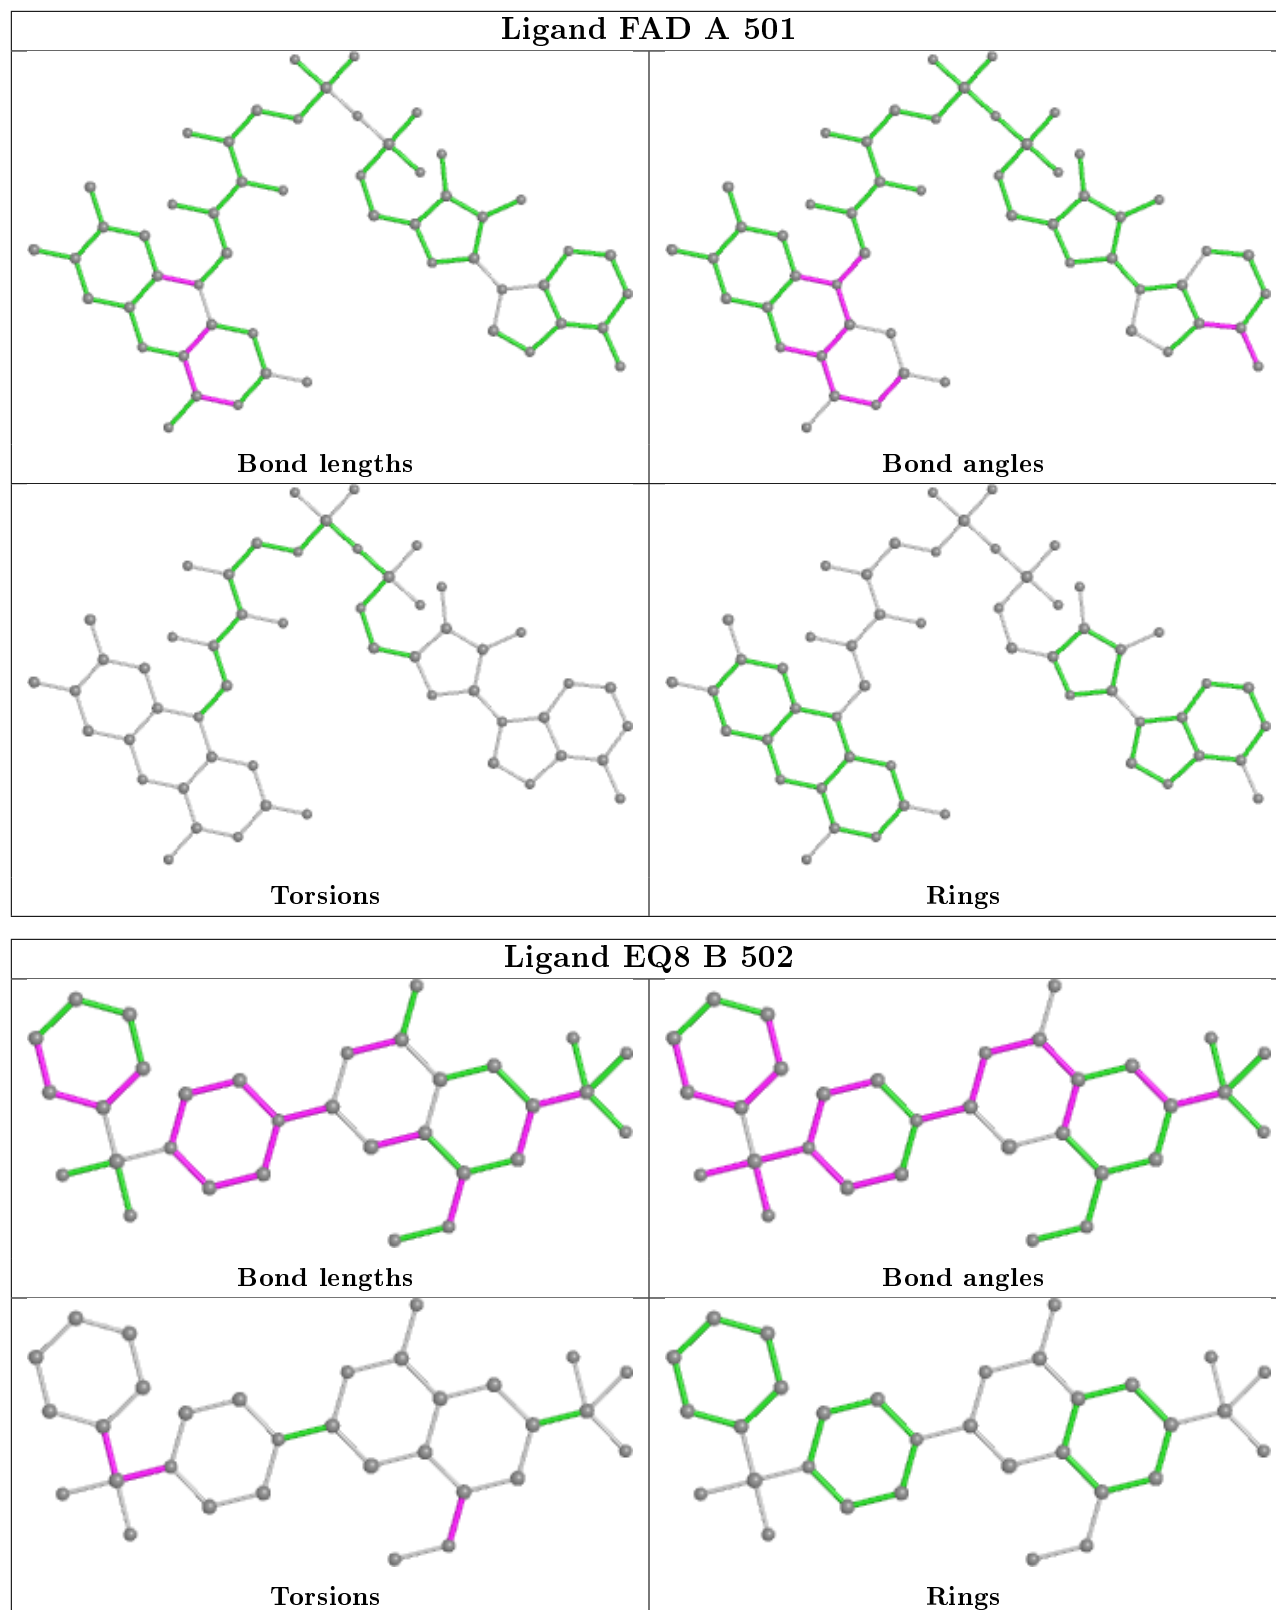 Ligand FAD A 501
Bond lengths
Bond angles
Torsions
Rings
Ligand EQ8 B 502
Bond lengths
Bond angles
Torsions
Rings